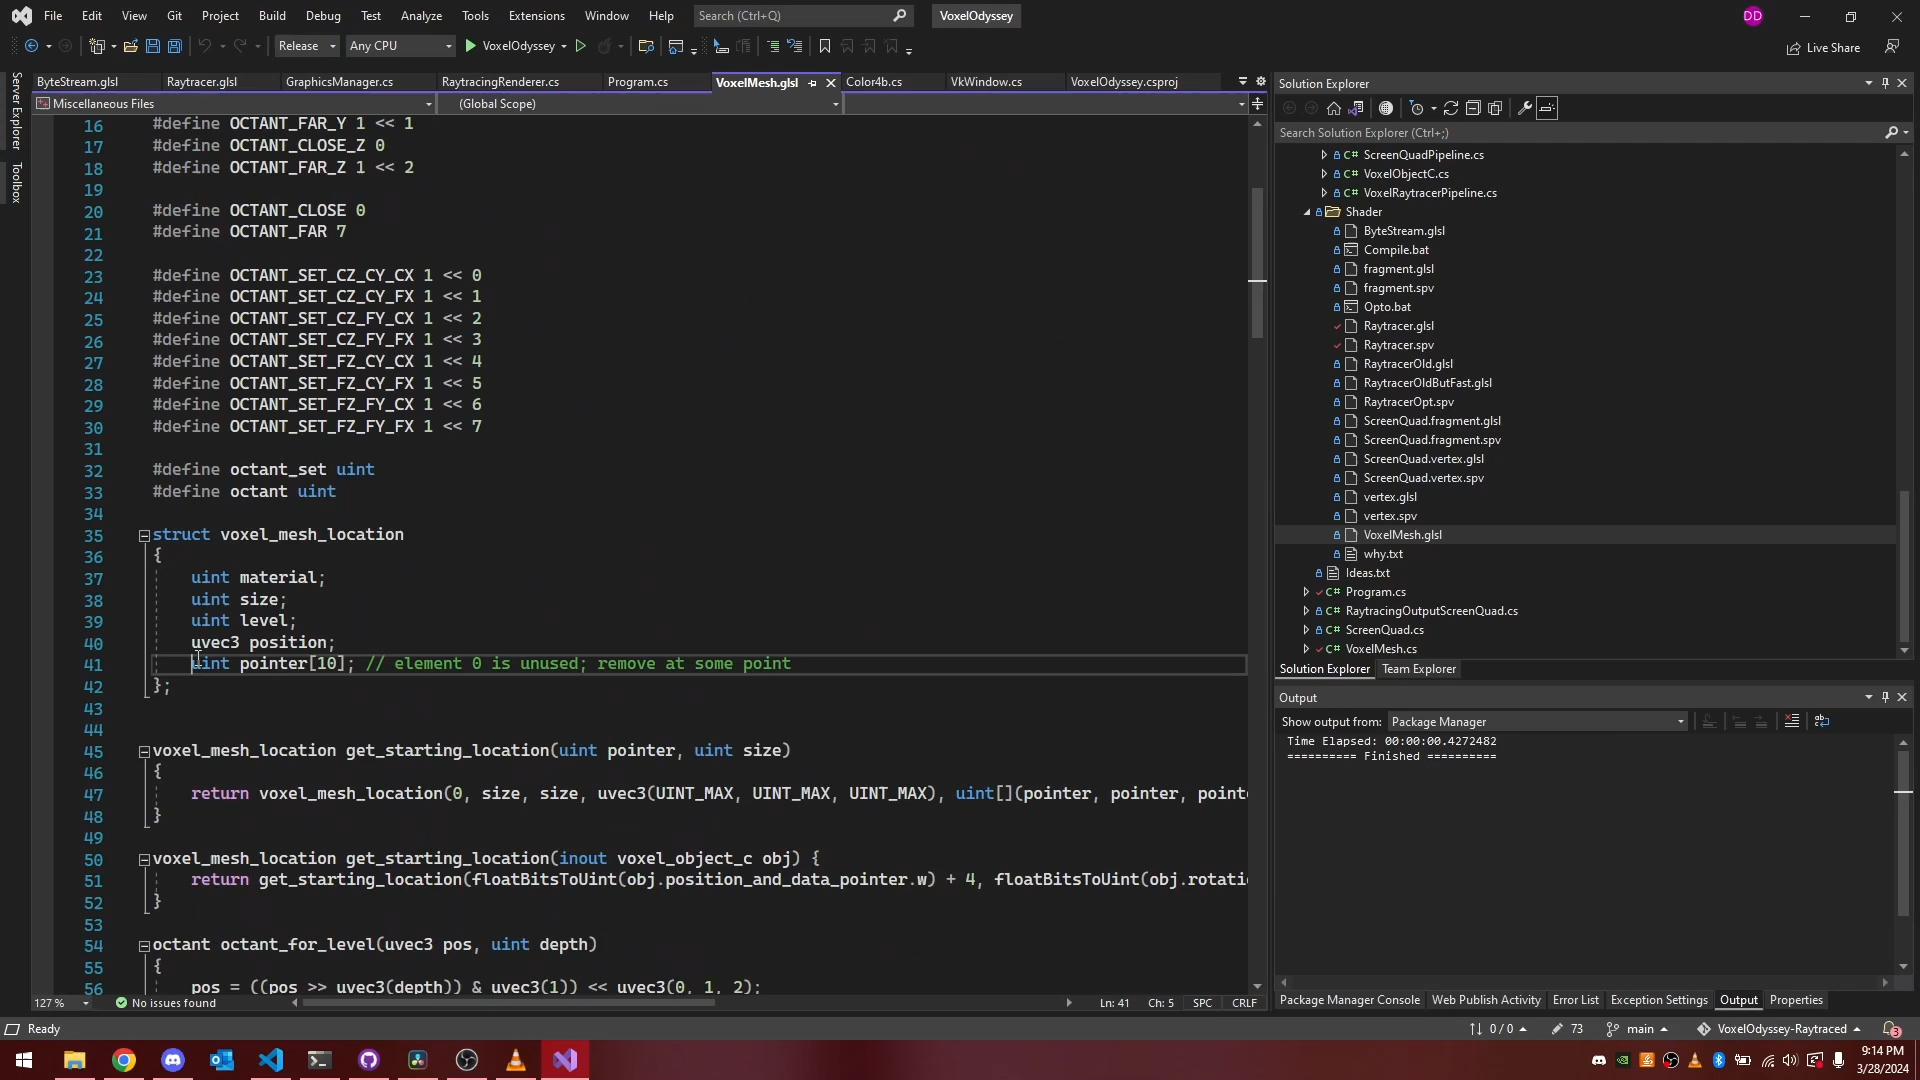 File Edit View Git Project Build Debug Test Analyze Tools Extensions Window Help Search (Ctrl+Q) VoxelOdyssey DD
Release Any CPU VoxelOdyssey Live Share
Server Explorer
Toolbox
ByteStream.glsl Raytracer.glsl GraphicsManager.cs RaytracingRenderer.cs Program.cs VoxelMesh.glsl Color4b.cs VkWindow.cs VoxelOdyssey.csproj
Miscellaneous Files (Global Scope)
16 #define OCTANT_FAR_Y 1 << 1
17 #define OCTANT_CLOSE_Z 0
18 #define OCTANT_FAR_Z 1 << 2
19
20 #define OCTANT_CLOSE 0
21 #define OCTANT_FAR 7
22
23 #define OCTANT_SET_CZ_CY_CX 1 << 0
24 #define OCTANT_SET_CZ_CY_FX 1 << 1
25 #define OCTANT_SET_CZ_FY_CX 1 << 2
26 #define OCTANT_SET_CZ_FY_FX 1 << 3
27 #define OCTANT_SET_FZ_CY_CX 1 << 4
28 #define OCTANT_SET_FZ_CY_FX 1 << 5
29 #define OCTANT_SET_FZ_FY_CX 1 << 6
30 #define OCTANT_SET_FZ_FY_FX 1 << 7
31
32 #define octant_set uint
33 #define octant uint
34
35 struct voxel_mesh_location
36 {
37 uint material;
38 uint size;
39 uint level;
40 uvec3 position;
41 uint pointer[10]; // element 0 is unused; remove at some point
42 };
43
44
45 voxel_mesh_location get_starting_location(uint pointer, uint size)
46 {
47 return voxel_mesh_location(0, size, size, uvec3(UINT_MAX, UINT_MAX, UINT_MAX), uint[](pointer, pointer, point
48 }
49
50 voxel_mesh_location get_starting_location(inout voxel_object_c obj) {
51 return get_starting_location(floatBitsToUint(obj.position_and_data_pointer.w) + 4, floatBitsToUint(obj.rotati
52 }
53
54 octant octant_for_level(uvec3 pos, uint depth)
55 {
56 pos = ((pos >> uvec3(depth)) & uvec3(1)) << uvec3(0, 1, 2);
127 % No issues found Ln: 41 Ch: 5 SPC CRLF
Solution Explorer
Search Solution Explorer (Ctrl+;)
C# ScreenQuadPipeline.cs
C# VoxelObjectC.cs
C# VoxelRaytracerPipeline.cs
Shader
ByteStream.glsl
Compile.bat
fragment.glsl
fragment.spv
Opto.bat
Raytracer.glsl
Raytracer.spv
RaytracerOld.glsl
RaytracerOldButFast.glsl
RaytracerOpt.spv
ScreenQuad.fragment.glsl
ScreenQuad.fragment.spv
ScreenQuad.vertex.glsl
ScreenQuad.vertex.spv
vertex.glsl
vertex.spv
VoxelMesh.glsl
why.txt
Ideas.txt
C# Program.cs
C# RaytracingOutputScreenQuad.cs
C# ScreenQuad.cs
C# VoxelMesh.cs
Solution Explorer Team Explorer
Output
Show output from: Package Manager
Time Elapsed: 00:00:00.4272482
========== Finished ==========
Package Manager Console Web Publish Activity Error List Exception Settings Output Properties
Ready 0 / 0 73 main VoxelOdyssey-Raytraced 3
9:14 PM
3/28/2024